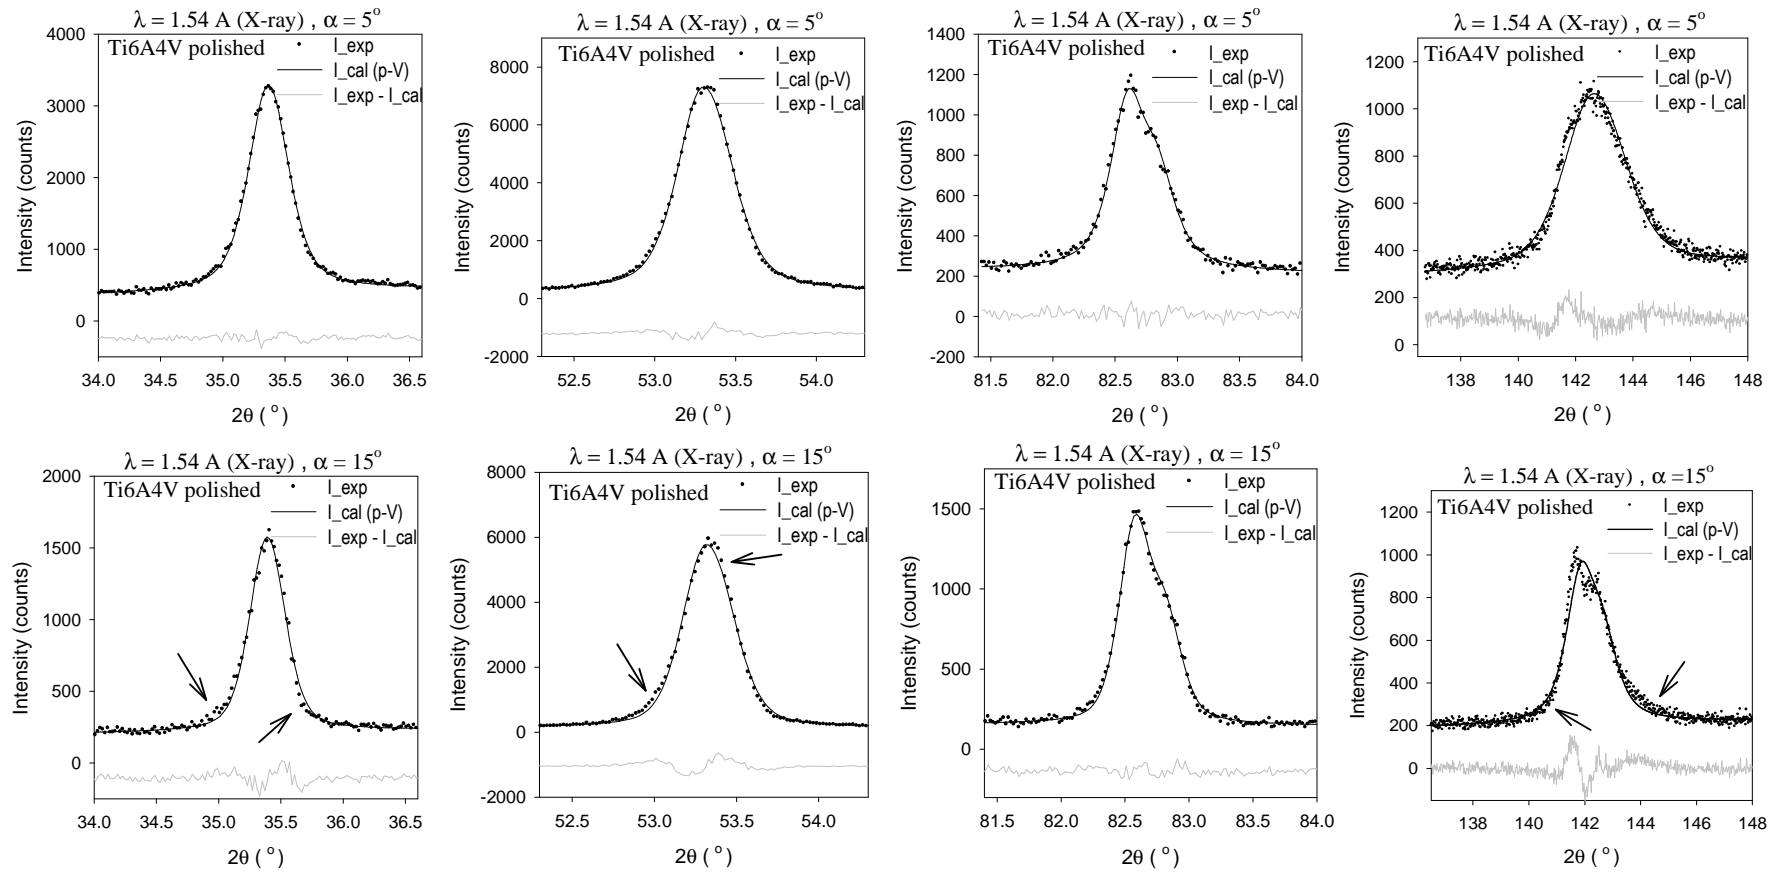 λ = 1.54 A (X-ray) , α = 5°
Ti6A4V polished
I_exp
I_cal (p-V)
I_exp - I_cal
Intensity (counts)
4000
3000
2000
1000
0
34.0 35.0 35.5 36.0 36.5
2θ ( ° )
λ = 1.54 A (X-ray) , α = 5°
Ti6A4V polished
I_exp
I_cal (p-V)
I_exp - I_cal
Intensity (counts)
8000
6000
4000
2000
0
-2000
52.5 53.0 53.5 54.0
2θ ( ° )
λ = 1.54 A (X-ray) , α = 5°
Ti6A4V polished
I_exp
I_cal (p-V)
I_exp - I_cal
Intensity (counts)
1400
1200
1000
800
600
400
200
0
-200
81.5 82.0 82.5 83.0 83.5 84.0
2θ ( ° )
λ = 1.54 A (X-ray) , α = 5°
Ti6A4V polished
I_exp
I_cal (p-V)
I_exp - I_cal
Intensity (counts)
1200
1000
800
600
400
200
0
138 140 142 144 146 148
2θ ( ° )
λ = 1.54 A (X-ray) , α = 15°
Ti6A4V polished
I_exp
I_cal (p-V)
I_exp - I_cal
Intensity (counts)
2000
1500
1000
500
0
34.0 35.0 35.5 36.0 36.5
2θ ( ° )
λ = 1.54 A (X-ray) , α = 15°
Ti6A4V polished
I_exp
I_cal (p-V)
I_exp - I_cal
Intensity (counts)
8000
6000
4000
2000
0
-2000
52.5 53.0 53.5 54.0
2θ ( ° )
λ = 1.54 A (X-ray) , α = 15°
Ti6A4V polished
I_exp
I_cal (p-V)
I_exp - I_cal
Intensity (counts)
1500
1000
500
0
81.5 82.0 82.5 83.0 83.5 84.0
2θ ( ° )
λ = 1.54 A (X-ray) , α =15°
Ti6A4V polished
I_exp
I_cal (p-V)
I_exp - I_cal
Intensity (counts)
1200
1000
800
600
400
200
0
138 140 142 144 146 148
2θ ( ° )